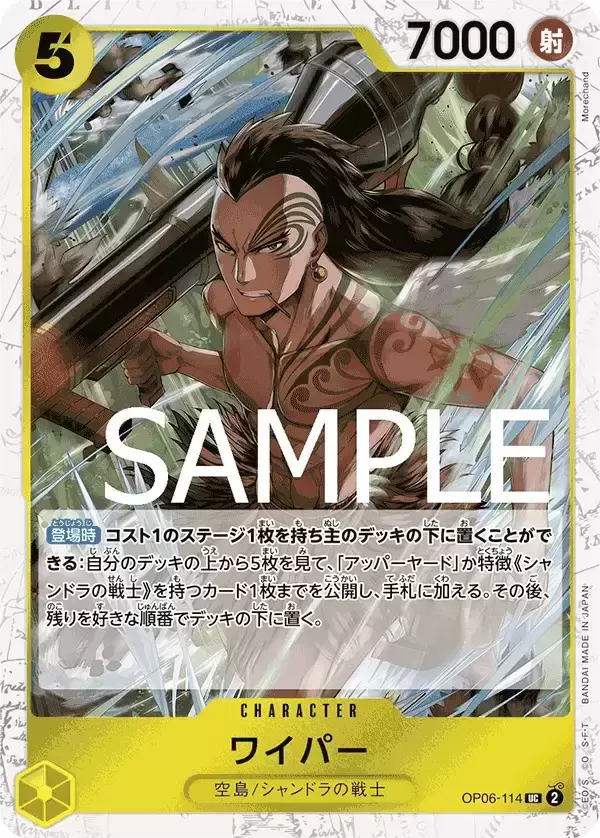 5
7000
射
Morechand
SAMPLE
登場時 コスト1のステージ1枚を持ち主のデッキの下に置くことがで
きる:自分のデッキの上から5枚を見て、「アッパーヤード」か特徴《シャ
ンドラの戦士》を持つカード1枚までを公開し、手札に加える。その後、
残りを好きな順番でデッキの下に置く。
CHARACTER
ワイパー
空島/シャンドラの戦士
OP06-114 UC 2
©E.O./S. ©O. S・F・T BANDAI MADE IN JAPAN